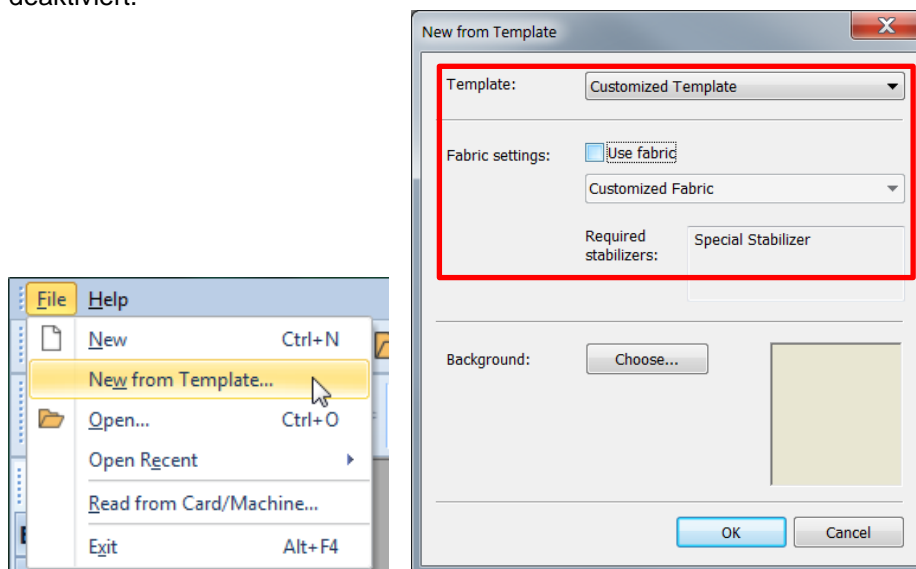 deaktiviert.
New from Template
X
Template: Customized Template
Fabric settings: Use fabric
Customized Fabric
Required stabilizers: Special Stabilizer
Background: Choose...
OK Cancel
File Help
New Ctrl+N
New from Template...
Open... Ctrl+O
Open Recent
Read from Card/Machine...
Exit Alt+F4